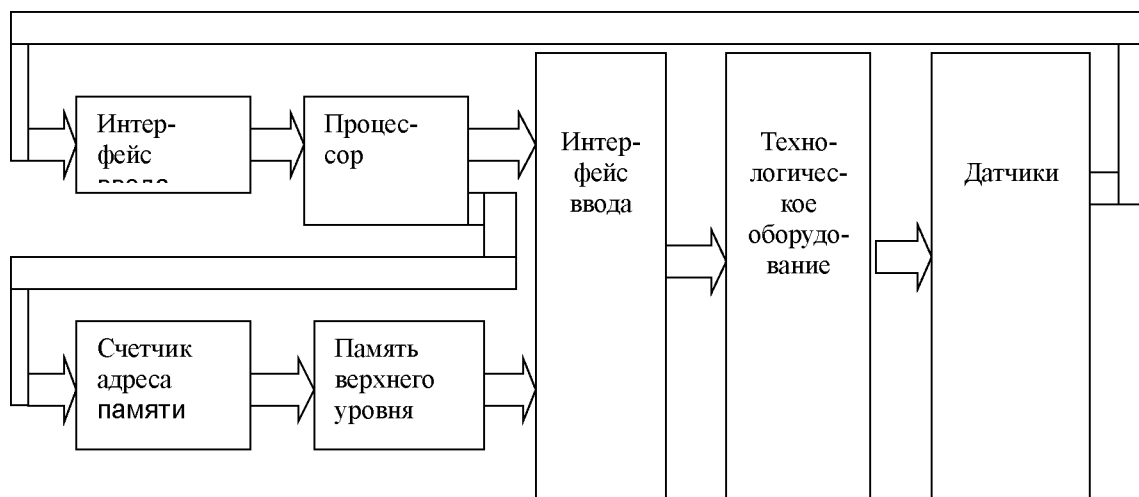 Интер-
фейс
Процес-
сор
Интер-
фейс
ввода
Техно-
логичес-
кое
оборудо-
вание
Датчики
Счетчик
адреса
памяти
Память
верхнего
уровня